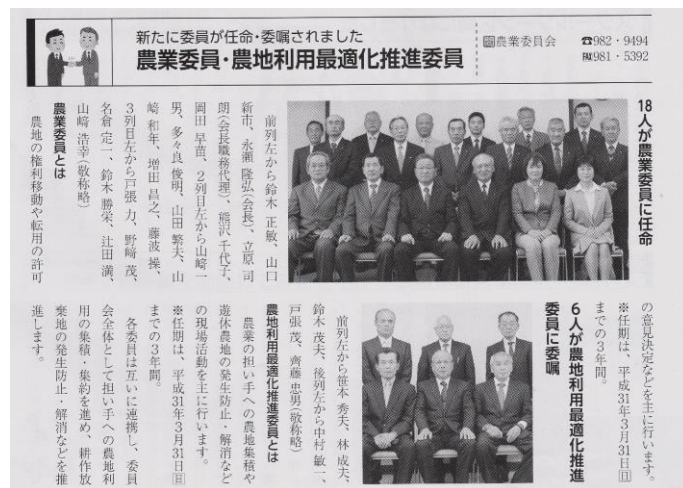 新たに委員が任命・委嘱されました
農業委員・農地利用最適化推進委員
農業委員会
☎982・9494
℻981・5392
18人が農業委員に任命
前列左から鈴木 正敏、山口
新市、永瀬 隆弘(会長)、立原 司
朗(会長職務代理)、熊沢 千代子、
岡田 早苗、2列目左から山崎 一
男、多々良 俊明、山田 繁夫、山
﨑 和年、増田 昌之、藤波 操、
3列目左から戸張 力、野﨑 茂、
名倉 定一、鈴木 勝栄、辻田 満、
山﨑 浩幸(敬称略)
農業委員とは
農地の権利移動や転用の許可
の意見決定などを主に行います。
※任期は、平成31年3月31日㊐
までの3年間。
6人が農地利用最適化推進
委員に委嘱
前列左から笹本 秀夫、林 成夫、
鈴木 茂夫、後列左から中村 敏一、
戸張 茂、齊藤 忠男(敬称略)
農地利用最適化推進委員とは
農業の担い手への農地集積や
遊休農地の発生防止・解消など
の現場活動を主に行います。
※任期は、平成31年3月31日㊐
までの3年間。
各委員は互いに連携し、委員
会全体として担い手への農地利
用の集積・集約を進め、耕作放
棄地の発生防止・解消などを推
進します。